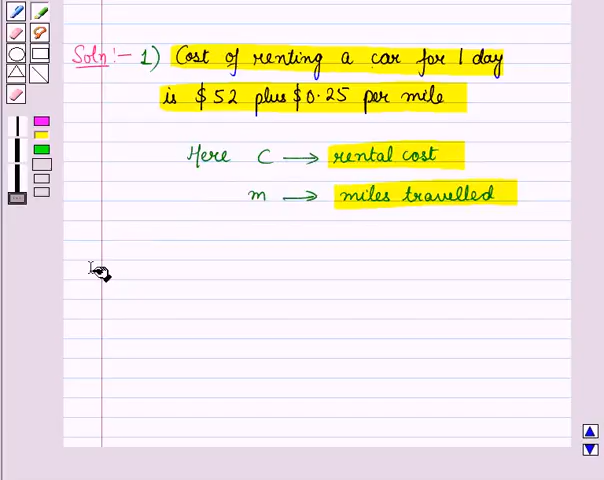 Soln:- 1) Cost of renting a car for 1 day
is $52 plus $0.25 per mile
Here C → rental cost
m → miles travelled